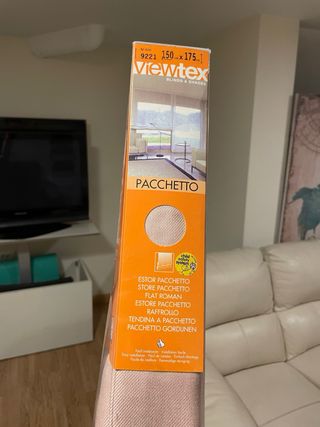 9221 150 x 175
Viewtex
BLINDS & SHADES
PACCHETTO
ESTOR PACCHETTO
STORE PACCHETTO
FLAT ROMAN
ESTORE PACCHETTO
RAFFROLLO
TENDINA A PACCHETTO
PACCHETTO GORDIJNEN